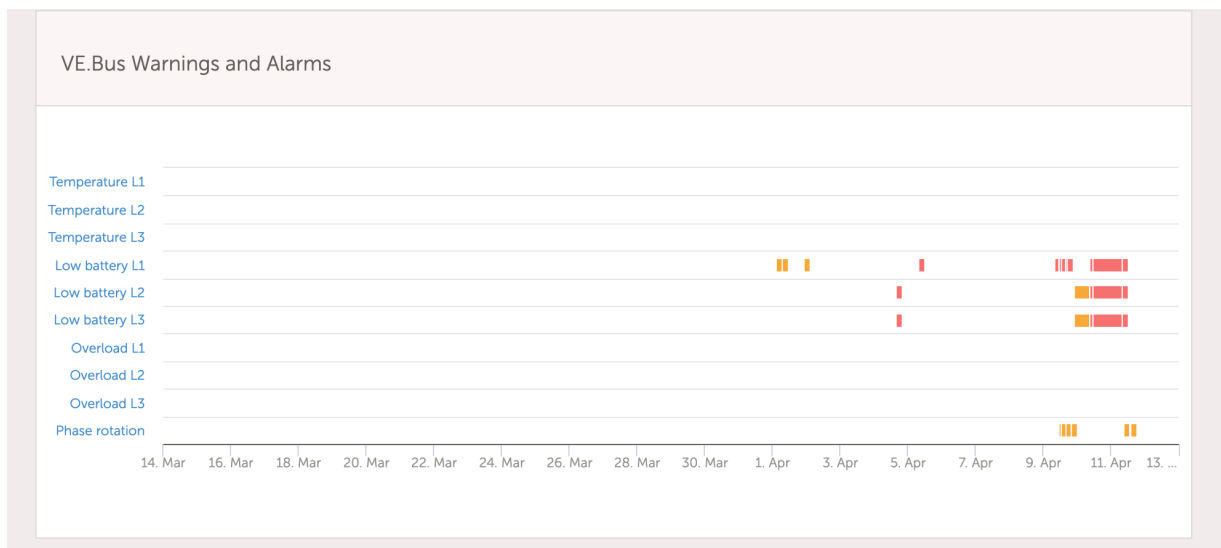 VE.Bus Warnings and Alarms
Temperature L1
Temperature L2
Temperature L3
Low battery L1
Low battery L2
Low battery L3
Overload L1
Overload L2
Overload L3
Phase rotation
14. Mar 16. Mar 18. Mar 20. Mar 22. Mar 24. Mar 26. Mar 28. Mar 30. Mar 1. Apr 3. Apr 5. Apr 7. Apr 9. Apr 11. Apr 13. ...